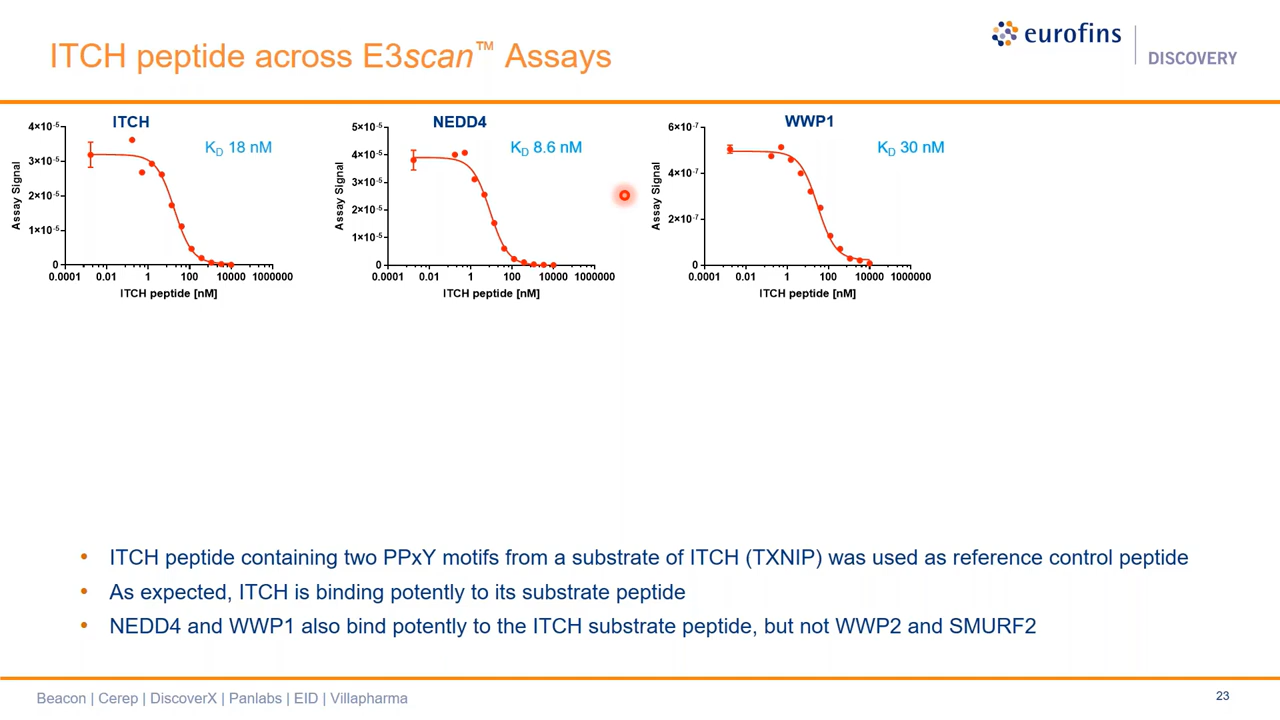 ITCH peptide across E3scan™ Assays
eurofins
DISCOVERY
ITCH
K_D 18 nM
Assay Signal
4×10⁻⁵
3×10⁻⁵
2×10⁻⁵
1×10⁻⁵
0
0.0001 0.01 1 100 10000 1000000
ITCH peptide [nM]
NEDD4
K_D 8.6 nM
Assay Signal
5×10⁻⁵
4×10⁻⁵
3×10⁻⁵
2×10⁻⁵
1×10⁻⁵
0
0.0001 0.01 1 100 10000 1000000
ITCH peptide [nM]
WWP1
K_D 30 nM
Assay Signal
6×10⁻⁷
4×10⁻⁷
2×10⁻⁷
0
0.0001 0.01 1 100 10000 1000000
ITCH peptide [nM]
• ITCH peptide containing two PPxY motifs from a substrate of ITCH (TXNIP) was used as reference control peptide
• As expected, ITCH is binding potently to its substrate peptide
• NEDD4 and WWP1 also bind potently to the ITCH substrate peptide, but not WWP2 and SMURF2
Beacon | Cerep | DiscoverX | Panlabs | EID | Villapharma
23